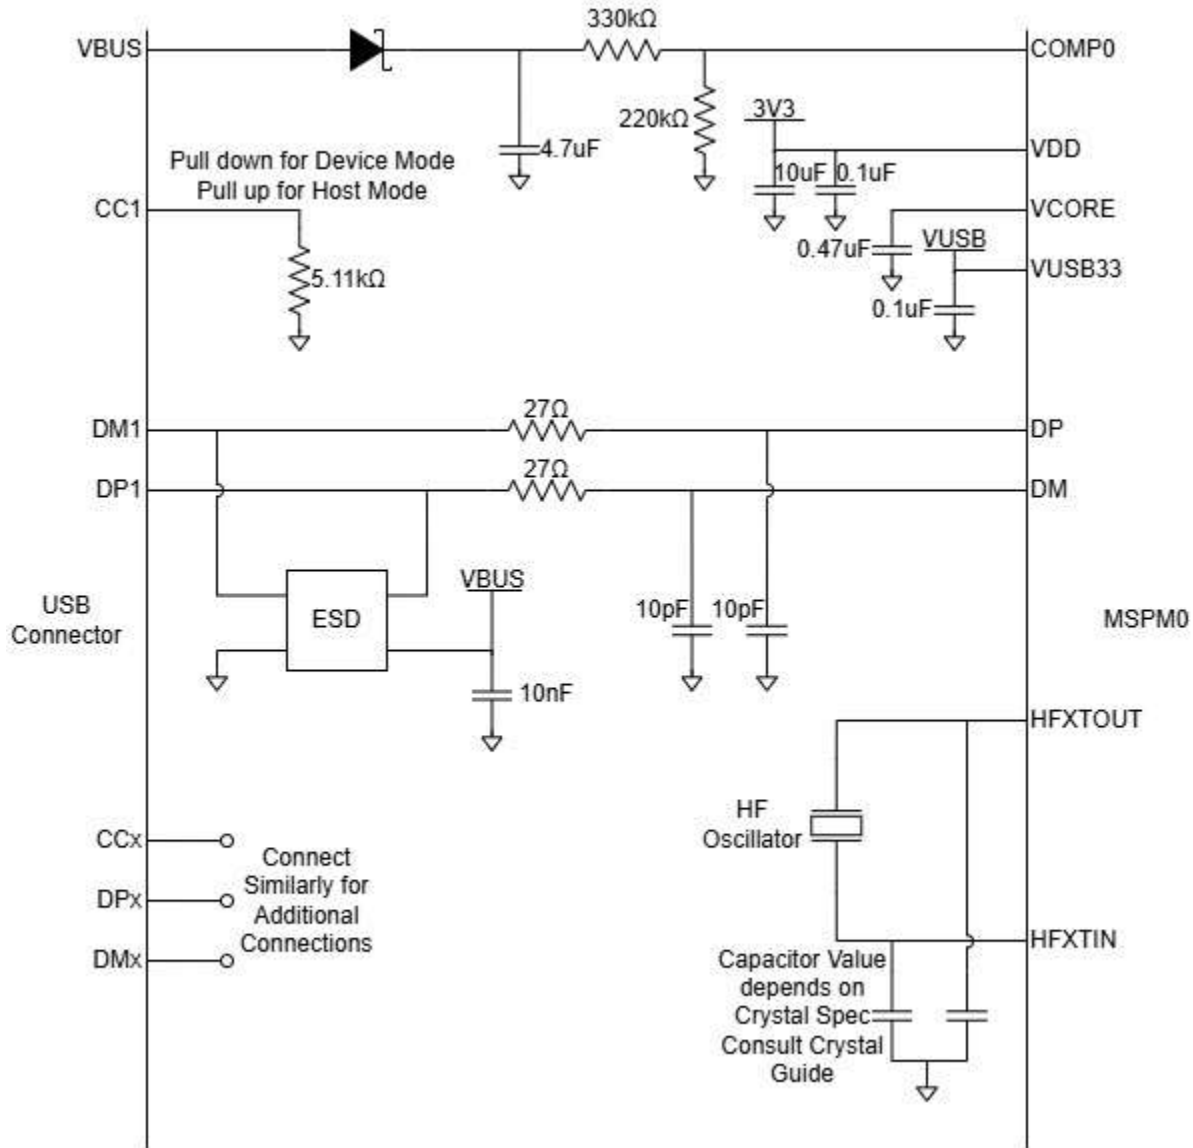 330kΩ
VBUS
COMP0
220kΩ
3V3
4.7uF
VDD
Pull down for Device Mode
Pull up for Host Mode
10uF
0.1uF
CC1
VCORE
0.47uF
VUSB
5.11kΩ
VUSB33
0.1uF
27Ω
DM1
DP
27Ω
DP1
DM
VBUS
USB
Connector
ESD
10pF
10pF
MSPM0
10nF
HFXTOUT
HF
Oscillator
CCx
Connect
Similarly for
Additional
Connections
DPx
DMx
HFXTIN
Capacitor Value
depends on
Crystal Spec
Consult Crystal
Guide